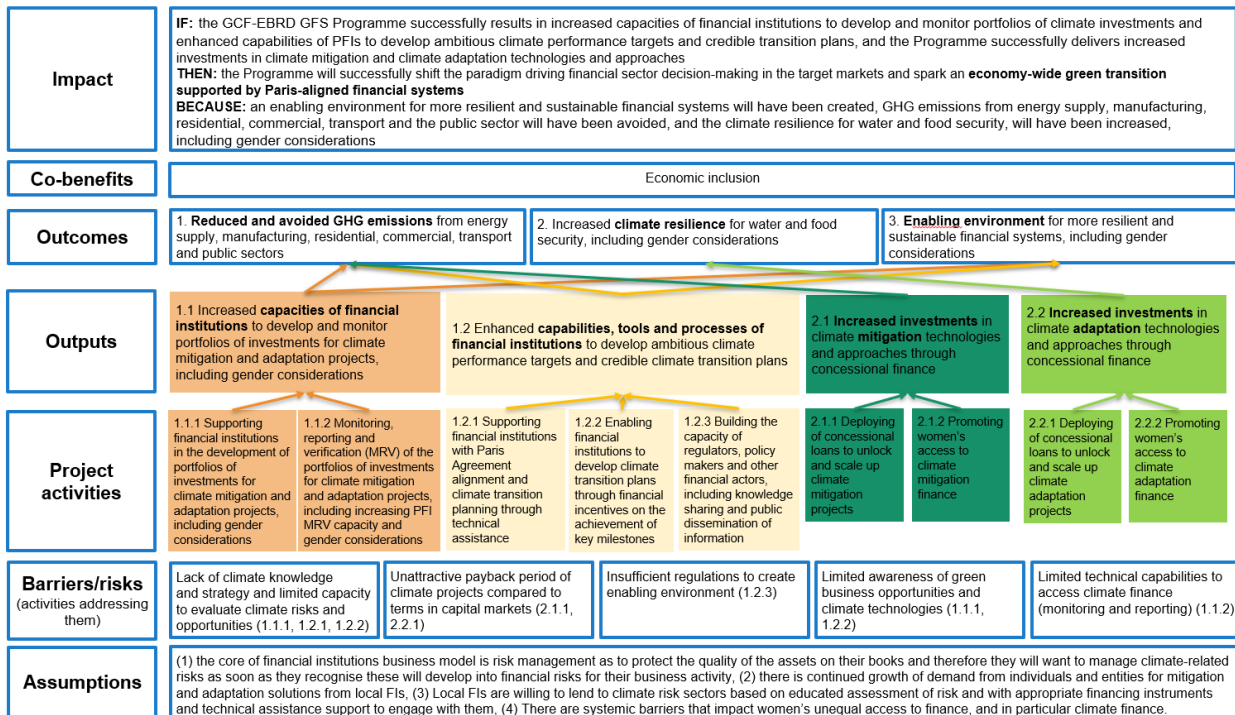 Impact
IF: the GCF-EBRD GFS Programme successfully results in increased capacities of financial institutions to develop and monitor portfolios of climate investments and
enhanced capabilities of PFIs to develop ambitious climate performance targets and credible transition plans, and the Programme successfully delivers increased
investments in climate mitigation and climate adaptation technologies and approaches
THEN: the Programme will successfully shift the paradigm driving financial sector decision-making in the target markets and spark an economy-wide green transition
supported by Paris-aligned financial systems
BECAUSE: an enabling environment for more resilient and sustainable financial systems will have been created, GHG emissions from energy supply, manufacturing,
residential, commercial, transport and the public sector will have been avoided, and the climate resilience for water and food security, will have been increased,
including gender considerations
Co-benefits
Economic inclusion
Outcomes
1. Reduced and avoided GHG emissions from energy
supply, manufacturing, residential, commercial, transport
and public sectors
2. Increased climate resilience for water and food
security, including gender considerations
3. Enabling environment for more resilient and
sustainable financial systems, including gender
considerations
Outputs
1.1 Increased capacities of financial
institutions to develop and monitor
portfolios of investments for climate
mitigation and adaptation projects,
including gender considerations
1.2 Enhanced capabilities, tools and processes of
financial institutions to develop ambitious climate
performance targets and credible climate transition plans
2.1 Increased investments in
climate mitigation technologies
and approaches through
concessional finance
2.2 Increased investments in
climate adaptation technologies
and approaches through
concessional finance
Project
activities
1.1.1 Supporting
financial institutions
in the development of
portfolios of
investments for
climate mitigation and
adaptation projects,
including gender
considerations
1.1.2 Monitoring,
reporting and
verification (MRV) of the
portfolios of investments
for climate mitigation
and adaptation projects,
including increasing PFI
MRV capacity and
gender considerations
1.2.1 Supporting
financial institutions
with Paris
Agreement
alignment and
climate transition
planning through
technical
assistance
1.2.2 Enabling
financial
institutions to
develop climate
transition plans
through financial
incentives on the
achievement of
key milestones
1.2.3 Building the
capacity of
regulators, policy
makers and other
financial actors,
including knowledge
sharing and public
dissemination of
information
2.1.1 Deploying
of concessional
loans to unlock
and scale up
climate
mitigation
projects
2.1.2 Promoting
women's
access to
climate
mitigation
finance
2.2.1 Deploying
of concessional
loans to unlock
and scale up
climate
adaptation
projects
2.2.2 Promoting
women's
access to
climate
adaptation
finance
Barriers/risks
(activities addressing
them)
Lack of climate knowledge
and strategy and limited capacity
to evaluate climate risks and
opportunities (1.1.1, 1.2.1, 1.2.2)
Unattractive payback period of
climate projects compared to
terms in capital markets (2.1.1,
2.2.1)
Insufficient regulations to create
enabling environment (1.2.3)
Limited awareness of green
business opportunities and
climate technologies (1.1.1,
1.2.2)
Limited technical capabilities to
access climate finance
(monitoring and reporting) (1.1.2)
Assumptions
(1) the core of financial institutions business model is risk management as to protect the quality of the assets on their books and therefore they will want to manage climate-related
risks as soon as they recognise these will develop into financial risks for their business activity, (2) there is continued growth of demand from individuals and entities for mitigation
and adaptation solutions from local FIs, (3) Local FIs are willing to lend to climate risk sectors based on educated assessment of risk and with appropriate financing instruments
and technical assistance support to engage with them, (4) There are systemic barriers that impact women's unequal access to finance, and in particular climate finance.